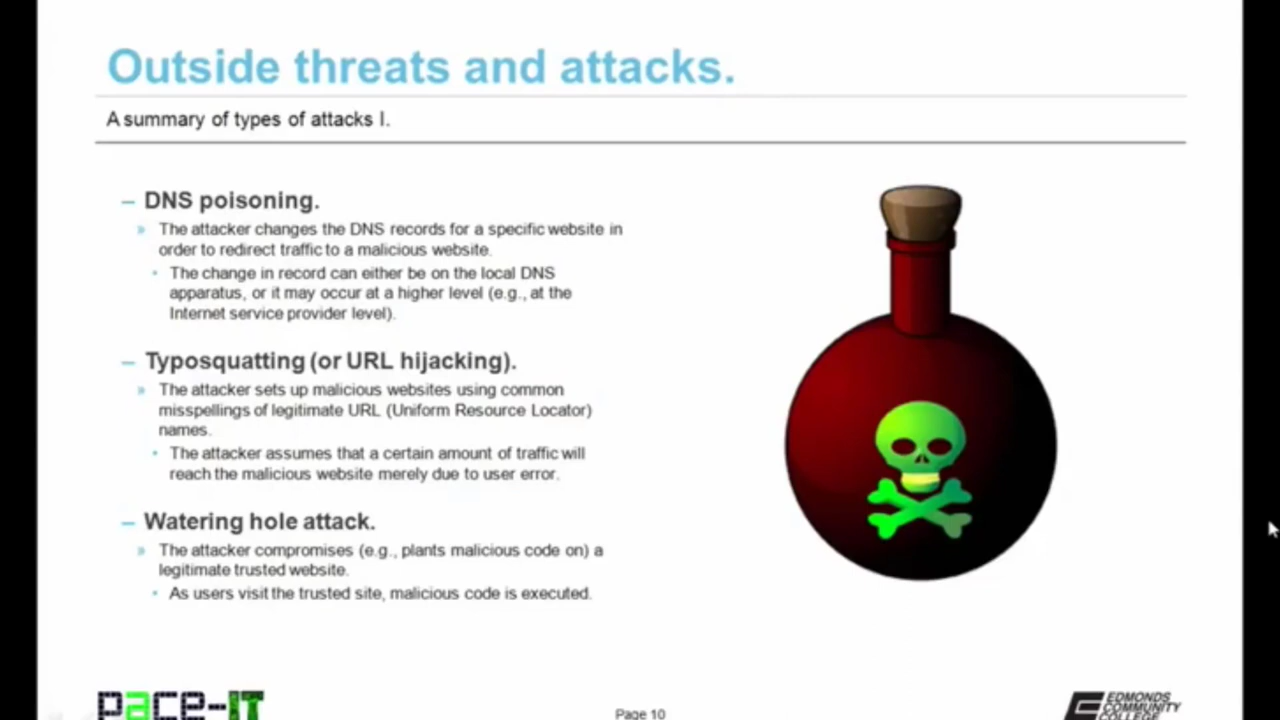 Outside threats and attacks.
A summary of types of attacks I.
– DNS poisoning.
» The attacker changes the DNS records for a specific website in
order to redirect traffic to a malicious website.
• The change in record can either be on the local DNS
apparatus, or it may occur at a higher level (e.g., at the
Internet service provider level).
– Typosquatting (or URL hijacking).
» The attacker sets up malicious websites using common
misspellings of legitimate URL (Uniform Resource Locator)
names.
• The attacker assumes that a certain amount of traffic will
reach the malicious website merely due to user error.
– Watering hole attack.
» The attacker compromises (e.g., plants malicious code on) a
legitimate trusted website.
• As users visit the trusted site, malicious code is executed.
pace-IT
Page 10
EDMONDS
COMMUNITY
COLLEGE